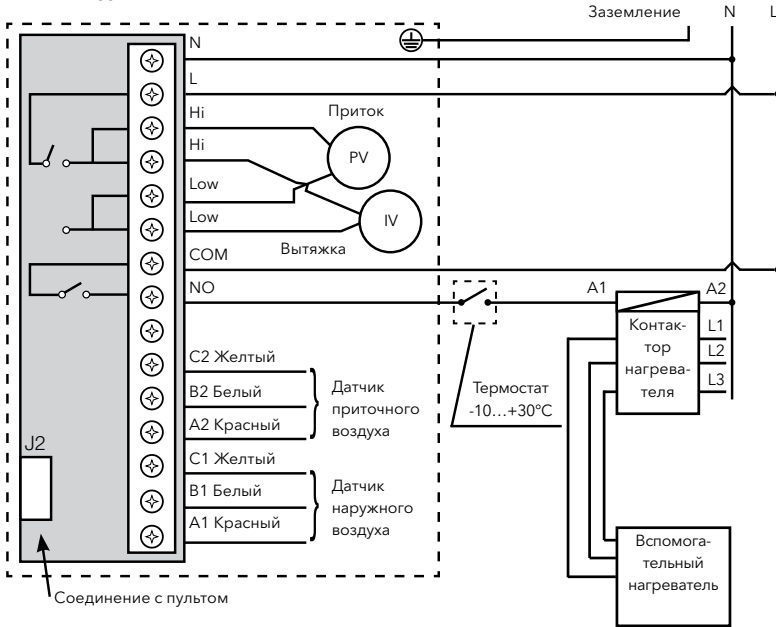 Заземление
N
L
N
L
Hi
Приток
Hi
PV
Low
Low
IV
Вытяжка
COM
NO
A1
A2
Контак-
тор
нагрева-
теля
L1
L2
L3
Термостат
-10...+30°C
C2 Желтый
B2 Белый
A2 Красный
Датчик
приточного
воздуха
C1 Желтый
B1 Белый
A1 Красный
Датчик
наружного
воздуха
J2
Вспомога-
тельный
нагреватель
Соединение с пультом